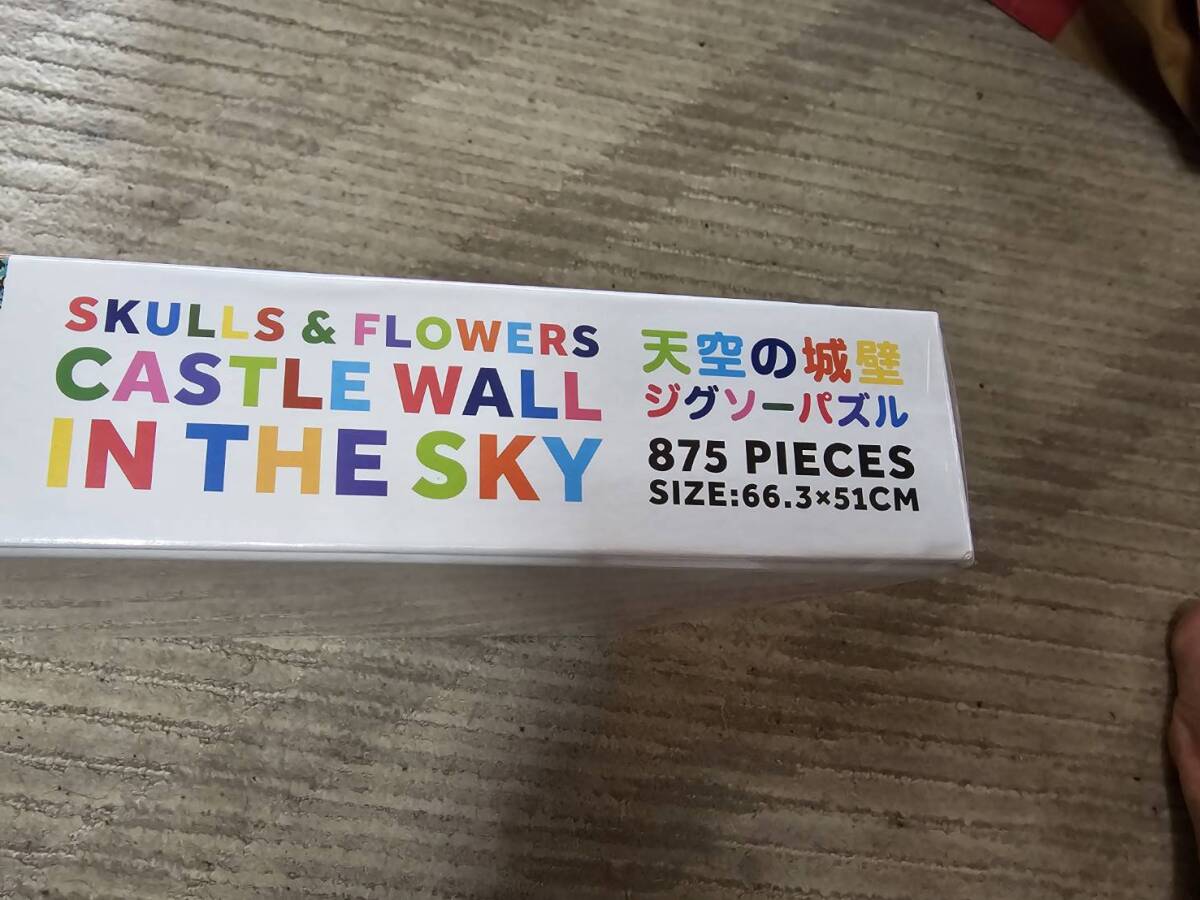 SKULLS & FLOWERS
CASTLE WALL
IN THE SKY
天空の城壁
ジグソーパズル
875 PIECES
SIZE:66.3×51CM